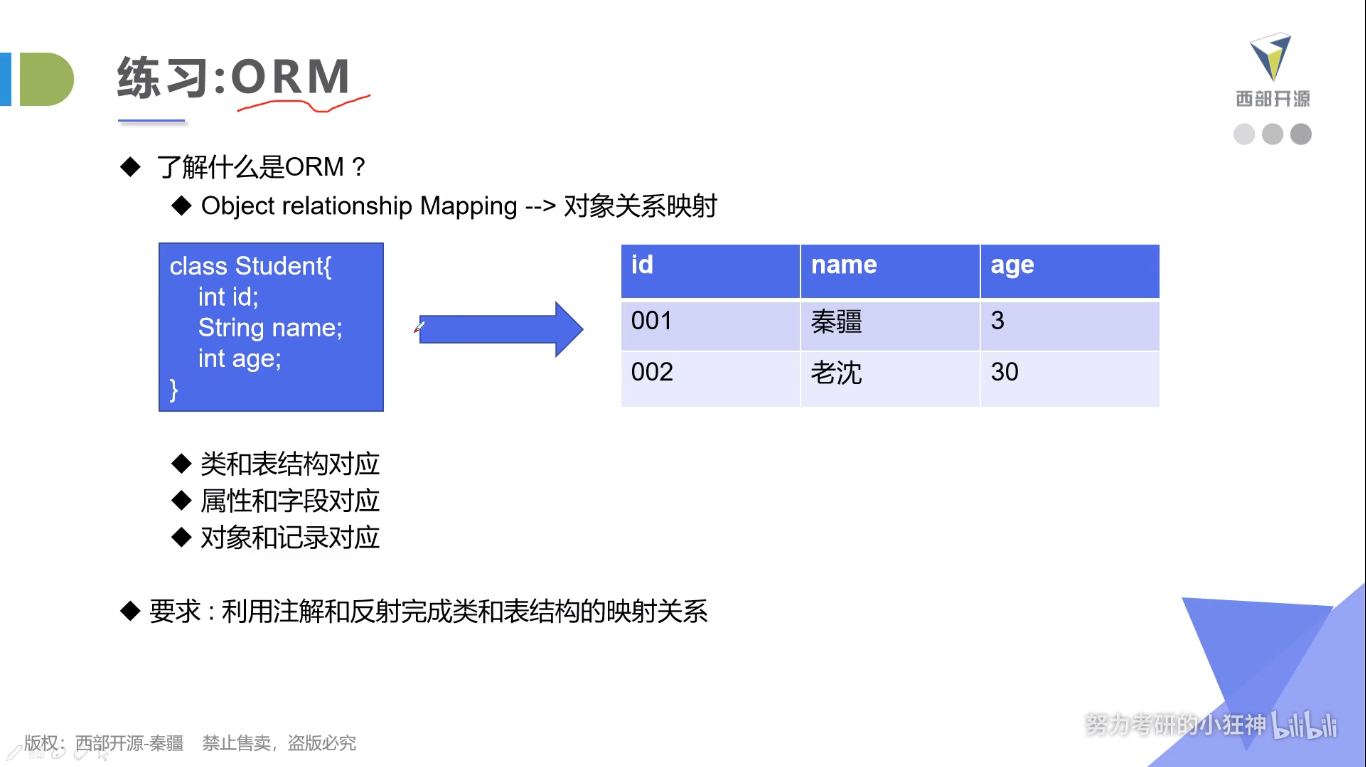 练习:ORM
西部开源
◆ 了解什么是ORM？
◆ Object relationship Mapping --> 对象关系映射
class Student{
int id;
String name;
int age;
}
id name age
001 秦疆 3
002 老沈 30
◆ 类和表结构对应
◆ 属性和字段对应
◆ 对象和记录对应
◆ 要求 : 利用注解和反射完成类和表结构的映射关系
努力考研的小狂神 bilibili
版权：西部开源-秦疆 禁止售卖，盗版必究